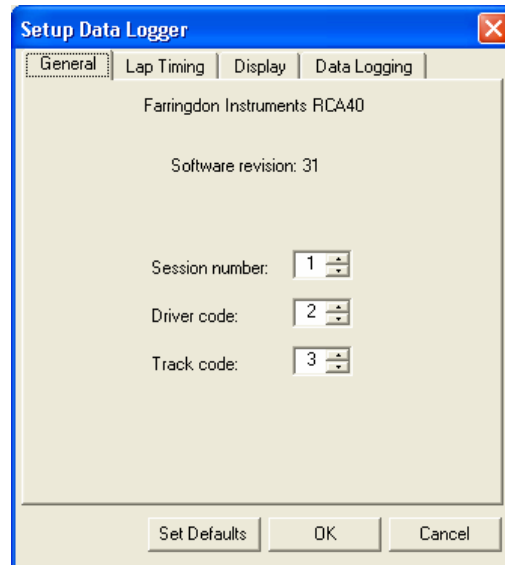 Setup Data Logger
General Lap Timing Display Data Logging
Farringdon Instruments RCA40
Software revision: 31
Session number: 1
Driver code: 2
Track code: 3
Set Defaults OK Cancel